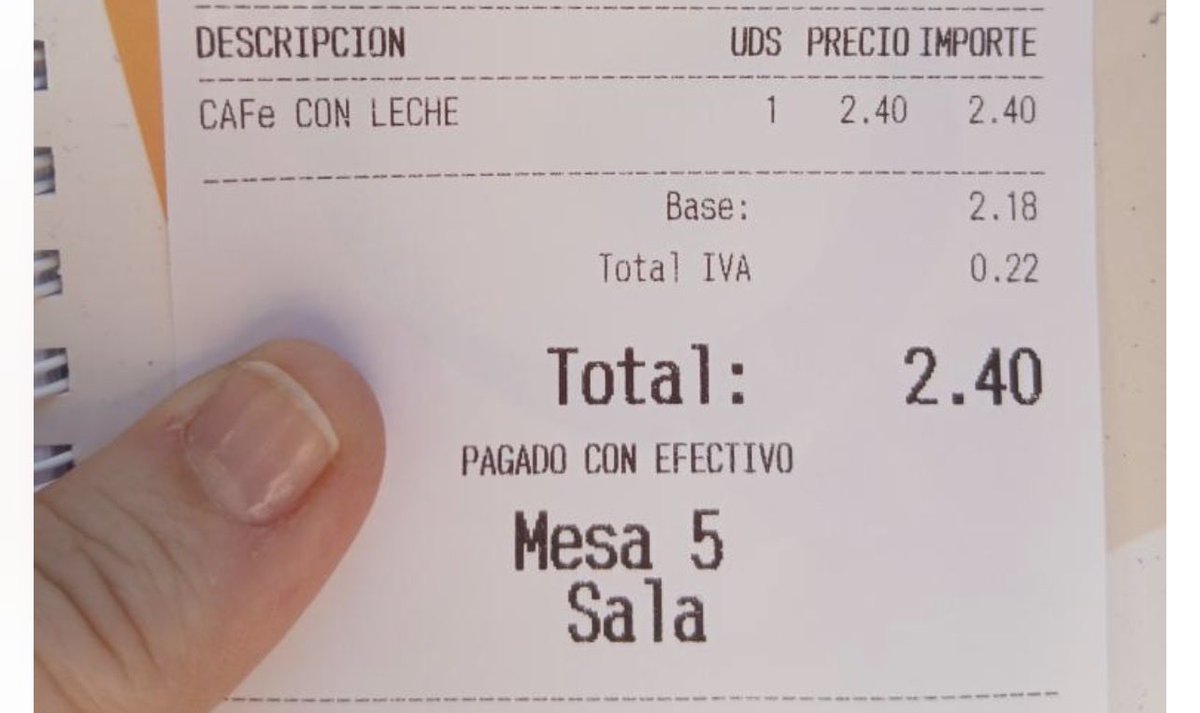 DESCRIPCION UDS PRECIO IMPORTE
CAFe CON LECHE 1 2.40 2.40
Base: 2.18
Total IVA 0.22
Total: 2.40
PAGADO CON EFECTIVO
Mesa 5
Sala